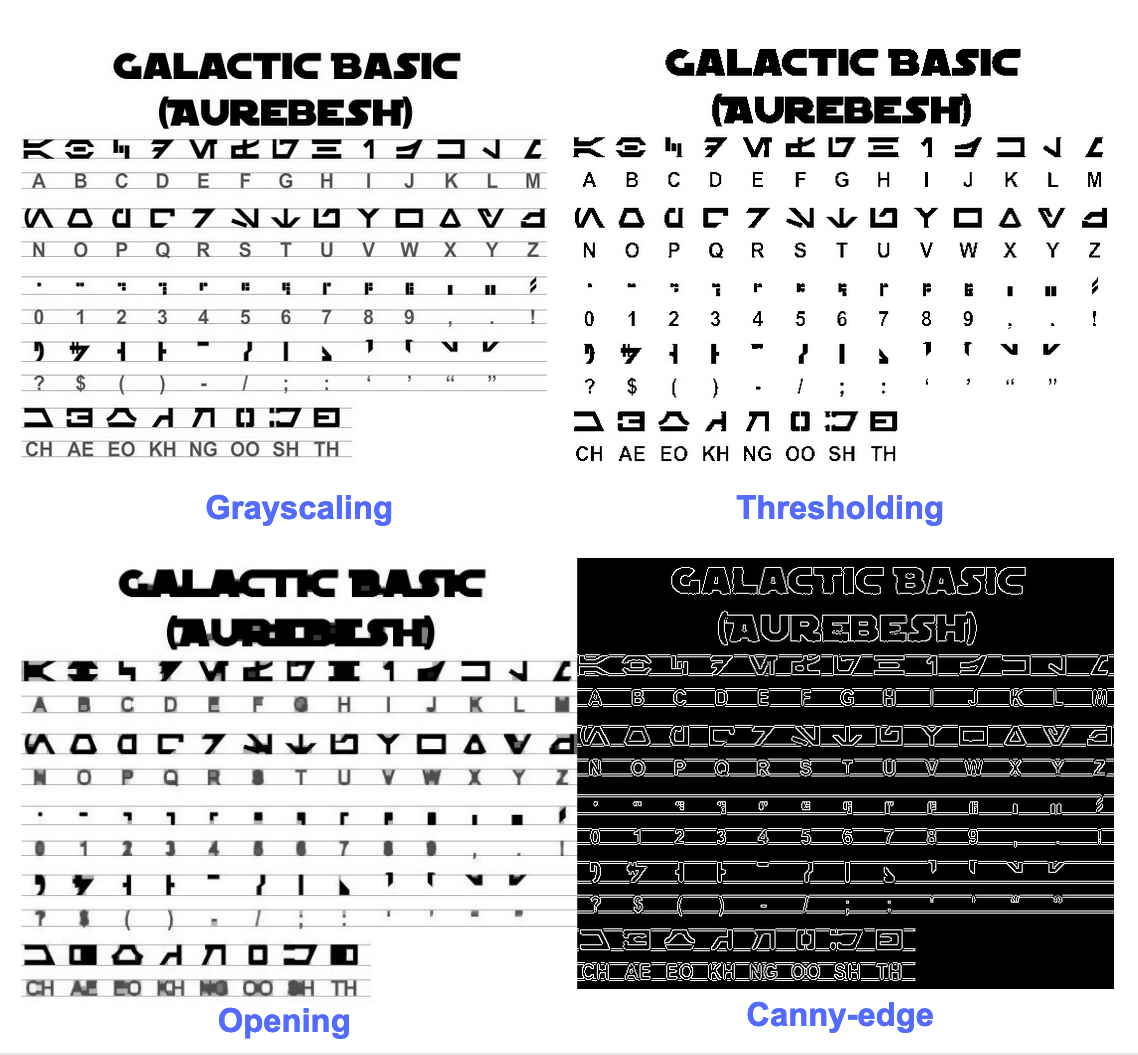 GALACTIC BASIC
(AUREBESH)
A B C D E F G H I J K L M
N O P Q R S T U V W X Y Z
0 1 2 3 4 5 6 7 8 9 , . !
? $ ( ) - / ; : ‘ ’ “ ”
CH AE EO KH NG OO SH TH
Grayscaling
GALACTIC BASIC
(AUREBESH)
A B C D E F G H I J K L M
N O P Q R S T U V W X Y Z
0 1 2 3 4 5 6 7 8 9 , . !
? $ ( ) - / ; : ‘ ’ “ ”
CH AE EO KH NG OO SH TH
Thresholding
GALACTIC BASIC
(AUREBESH)
A B C D E F G H I J K L M
N O P Q R S T U V W X Y Z
0 1 2 3 4 7 , . !
? $ ( ) - / ; :
CH AE EO KH NG OO SH TH
Opening
GALACTIC BASIC
(AUREBESH)
A B C D E F G H I J K L M
N O P Q R S T U V W X Y Z
0 1 2 3 4 5 6 7 8 9 , . !
? $ ( ) - / ; : ‘ ’ “ ”
CH AE EO KH NG OO SH TH
Canny-edge